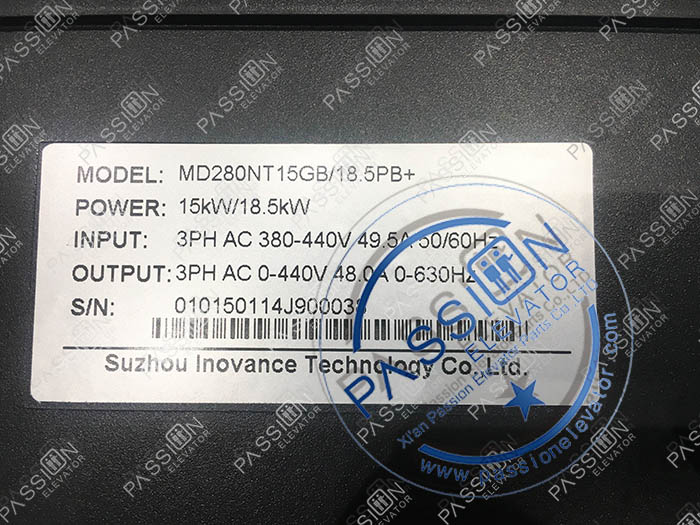 MODEL: MD280NT15GB/18.5PB+
POWER: 15kW/18.5kW
INPUT: 3PH AC 380-440V 49.5A 50/60Hz
OUTPUT: 3PH AC 0-440V 48.0A 0-630Hz
S/N: 010150114J900038
Suzhou Inovance Technology Co.,Ltd.
PASSION
ELEVATOR
Xi'an Passion Elevator Parts Co.,Ltd.
www.passionelevator.com